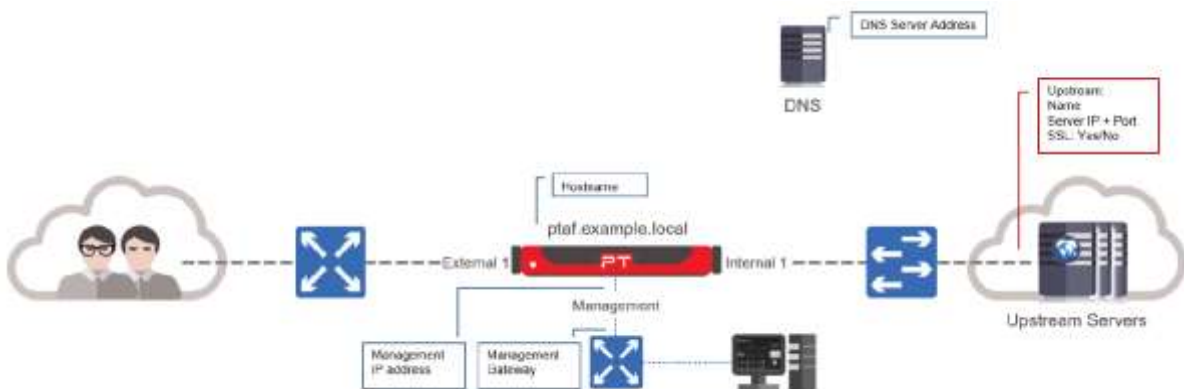 DNS Server Address
DNS
Upstream:
Name
Server IP + Port
SSL: Yes/No
Hostname
ptaf.example.local
External 1
PT
Internal 1
Management
Upstream Servers
Management
IP address
Management
Gateway